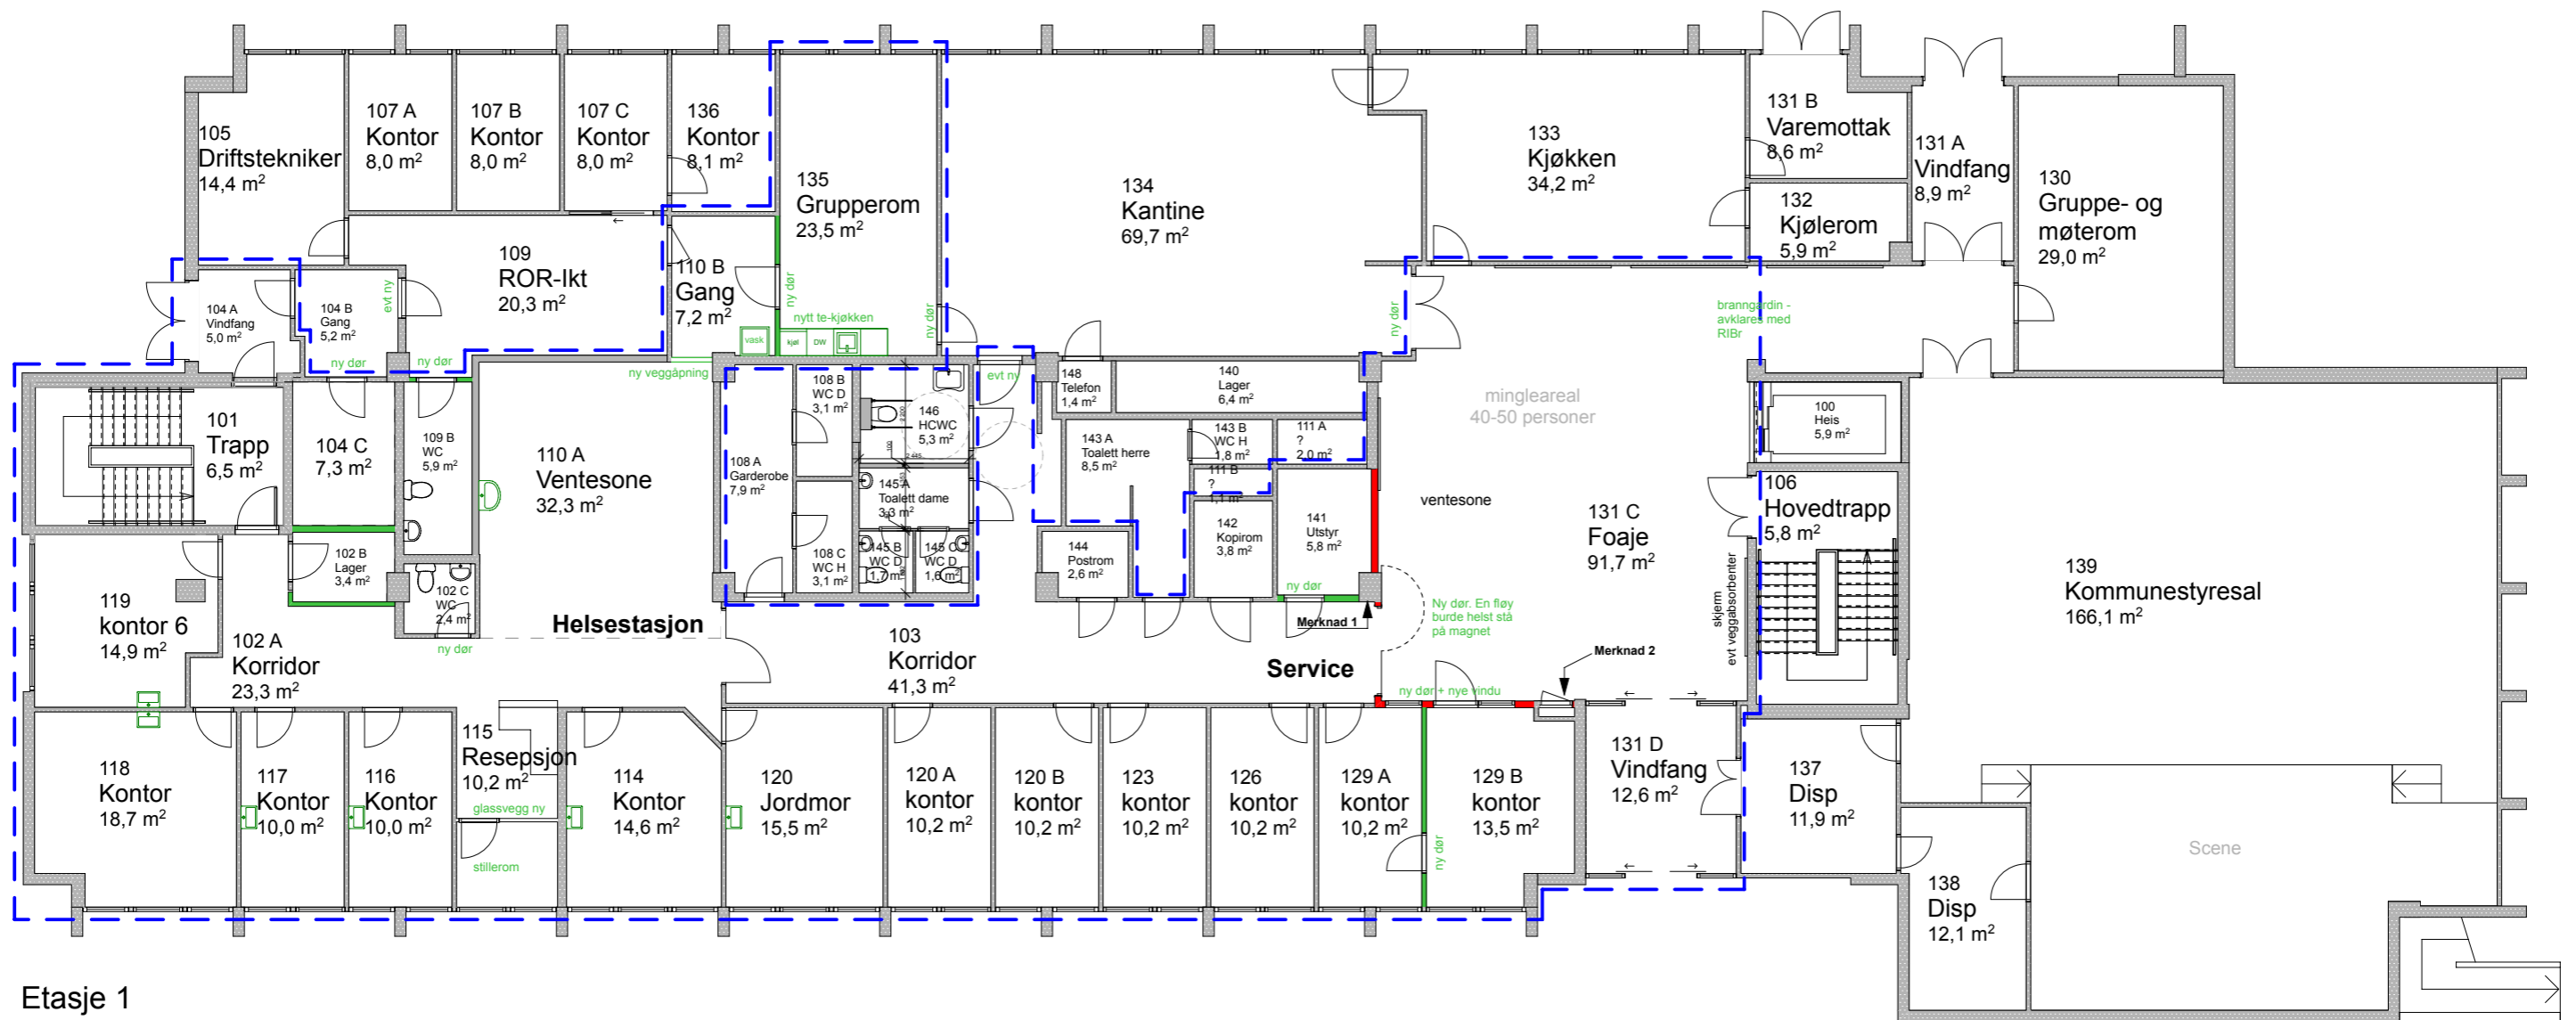 105
Driftstekniker
14,4 m²
107 A
Kontor
8,0 m²
107 B
Kontor
8,0 m²
107 C
Kontor
8,0 m²
136
Kontor
8,1 m²
135
Grupperom
23,5 m²
134
Kantine
69,7 m²
133
Kjøkken
34,2 m²
131 B
Varemottak
8,6 m²
132
Kjølerom
5,9 m²
131 A
Vindfang
8,9 m²
130
Gruppe- og
møterom
29,0 m²
104 A
Vindfang
5,0 m²
104 B
Gang
5,2 m²
evt ny
ny dør
ny dør
109
ROR-Ikt
20,3 m²
110 B
Gang
7,2 m²
ny dør
nytt te-kjøkken
vask
kjøl
DW
ny dør
ny veggåpning
ny dør
branngardin -
avklares med
RIBr
101
Trapp
6,5 m²
104 C
7,3 m²
109 B
WC
5,9 m²
110 A
Ventesone
32,3 m²
108 A
Garderobe
7,9 m²
108 B
WC D
3,1 m²
108 C
WC H
3,1 m²
146
HCWC
5,3 m²
2 445
145 A
Toalett dame
3,3 m²
145 B
WC D
1,7 m²
145 C
WC D
1,6 m²
evt ny
148
Telefon
1,4 m²
140
Lager
6,4 m²
143 A
Toalett herre
8,5 m²
143 B
WC H
1,8 m²
111 A
?
2,0 m²
111 B
?
1,1 m²
142
Kopirom
3,8 m²
141
Utstyr
5,8 m²
ny dør
144
Postrom
2,6 m²
Merknad 1
mingleareal
40-50 personer
ventesone
131 C
Foaje
91,7 m²
Ny dør. En fløy
burde helst stå
på magnet
skjerm
evt veggabsorbenter
100
Heis
5,9 m²
106
Hovedtrapp
5,8 m²
139
Kommunestyresal
166,1 m²
119
kontor 6
14,9 m²
102 B
Lager
3,4 m²
102 C
WC
2,4 m²
ny dør
102 A
Korridor
23,3 m²
Helsestasjon
103
Korridor
41,3 m²
Service
Merknad 2
ny dør + nye vindu
118
Kontor
18,7 m²
117
Kontor
10,0 m²
116
Kontor
10,0 m²
115
Resepsjon
10,2 m²
glassvegg ny
stillerom
114
Kontor
14,6 m²
120
Jordmor
15,5 m²
120 A
kontor
10,2 m²
120 B
kontor
10,2 m²
123
kontor
10,2 m²
126
kontor
10,2 m²
129 A
kontor
10,2 m²
ny dør
129 B
kontor
13,5 m²
131 D
Vindfang
12,6 m²
137
Disp
11,9 m²
138
Disp
12,1 m²
Scene
Etasje 1